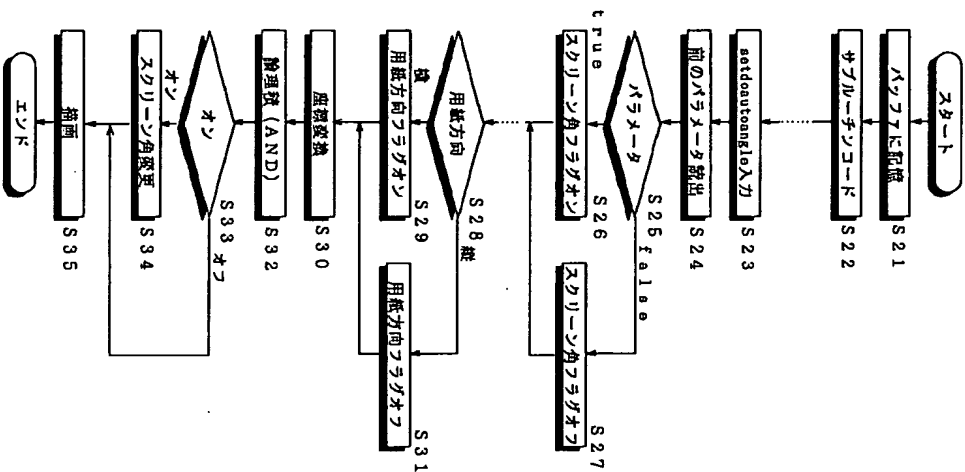 スタート
バッファに記憶
S21
サブルーチンコード
S22
setdoautoangle入力
S23
前のパラメータ読出
S24
パラメータ
S25
true
false
スクリーン角フラグオン
S26
スクリーン角フラグオフ
S27
用紙方向
S28
横
縦
用紙方向フラグオン
S29
用紙方向フラグオフ
S31
座標変換
S30
論理積(AND)
S32
オン
S33
オン
オフ
スクリーン角変更
S34
描画
S35
エンド